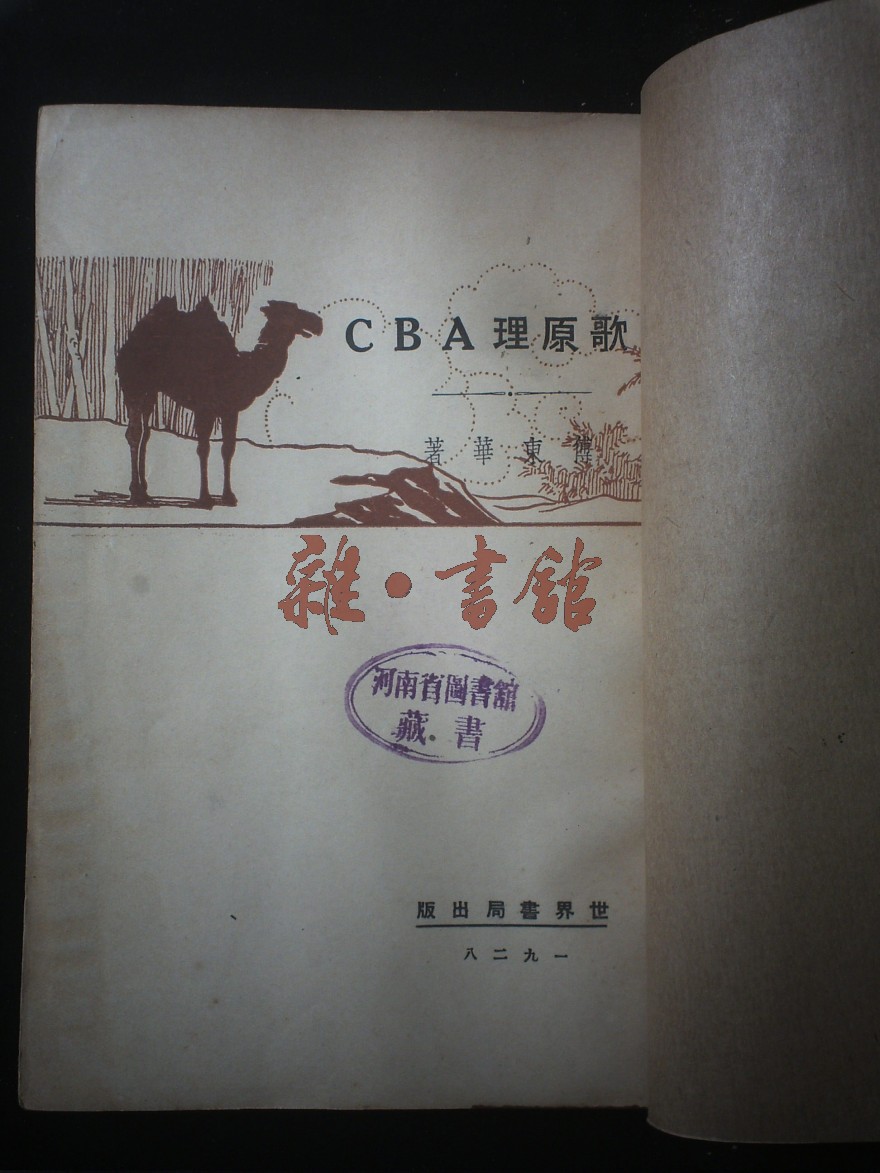 歌原理ABC
傅東華著
雜·書館
河南省圖書館
藏書
世界書局出版
一九二八